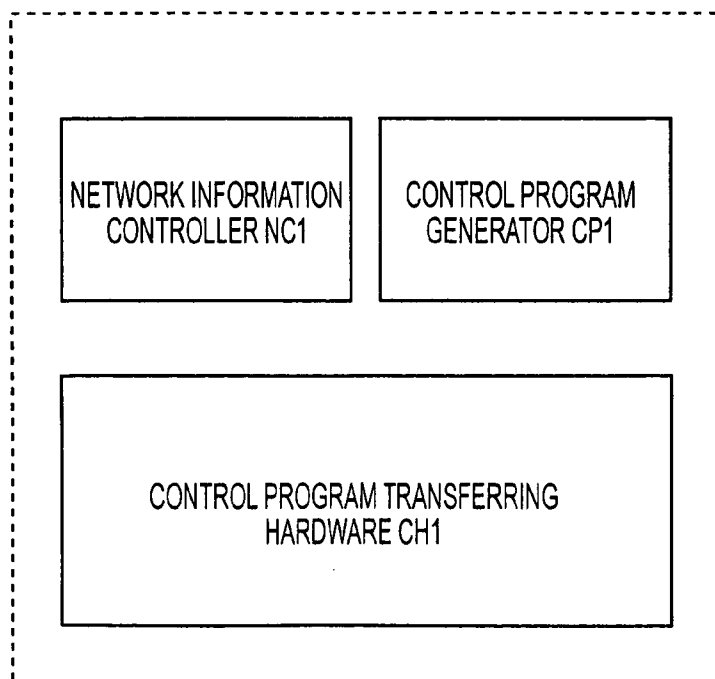 NETWORK INFORMATION
CONTROLLER NC1
CONTROL PROGRAM
GENERATOR CP1
CONTROL PROGRAM TRANSFERRING
HARDWARE CH1